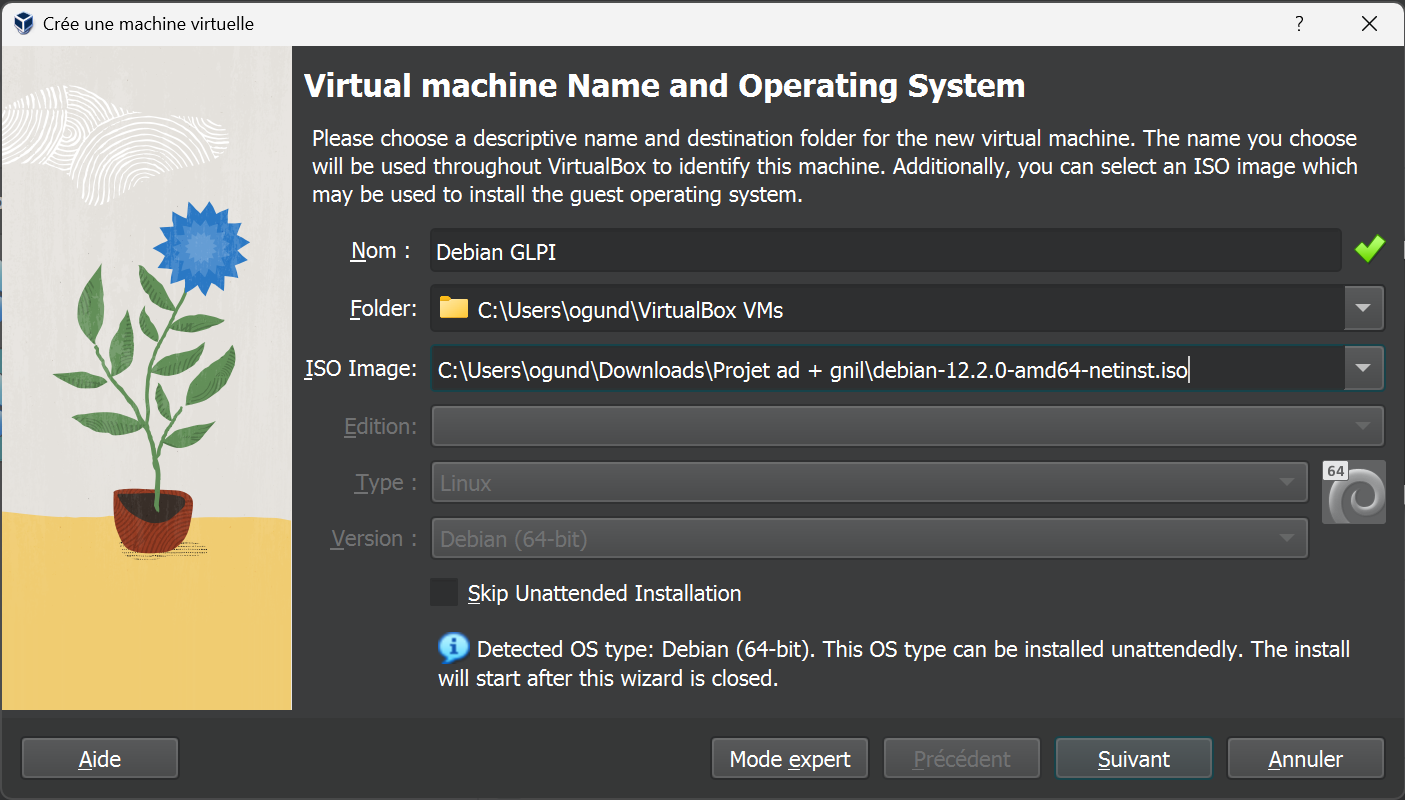 Crée une machine virtuelle
?
Virtual machine Name and Operating System
Please choose a descriptive name and destination folder for the new virtual machine. The name you choose
will be used throughout VirtualBox to identify this machine. Additionally, you can select an ISO image which
may be used to install the guest operating system.
Nom : Debian GLPI
Folder: C:\Users\ogund\VirtualBox VMs
ISO Image: C:\Users\ogund\Downloads\Projet ad + gnil\debian-12.2.0-amd64-netinst.iso
Edition:
Type : Linux
64
Version : Debian (64-bit)
Skip Unattended Installation
Detected OS type: Debian (64-bit). This OS type can be installed unattendedly. The install
will start after this wizard is closed.
Aide Mode expert Précédent Suivant Annuler